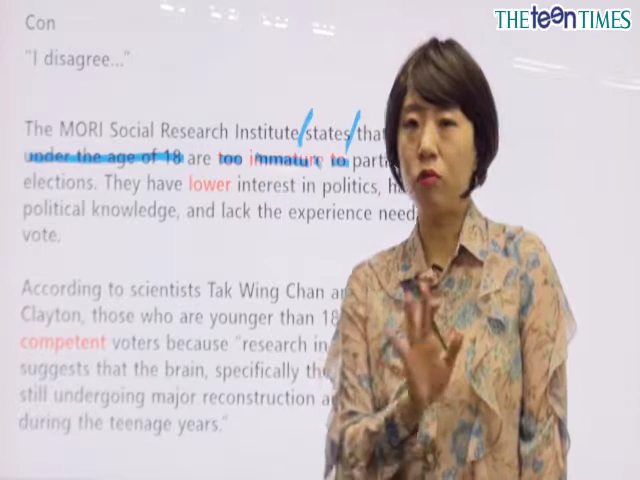 THE teen TIMES
Con
"I disagree..."
The MORI Social Research Institute states
under the age of 18 are too immature to
elections. They have lower interest in politics,
political knowledge, and lack the experience
vote.
According to scientists Tak Wing Chan
Clayton, those who are younger than 18
competent voters because "research in
suggests that the brain, specifically
still undergoing major reconstruction
during the teenage years."